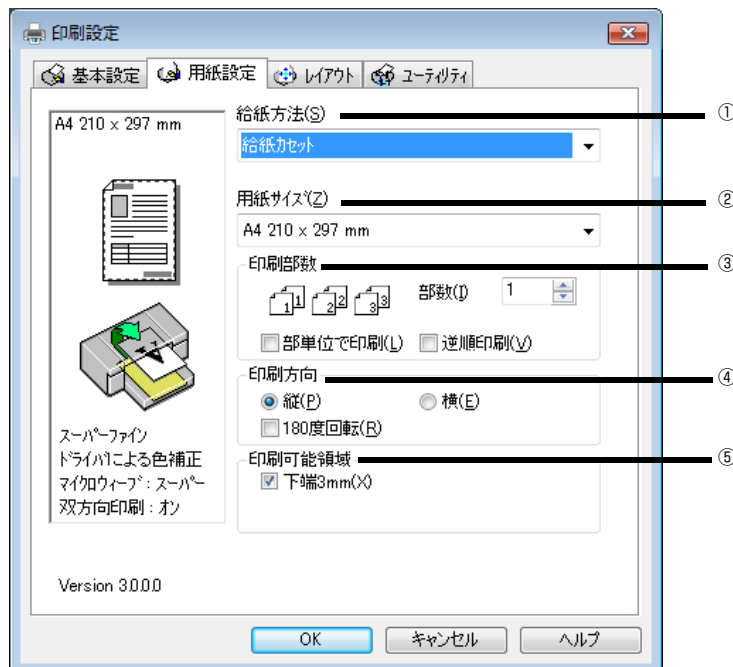 印刷設定
基本設定 用紙設定 レイアウト ユーティリティ
A4 210 x 297 mm
スーパーファイン
ドライバによる色補正
マイクロウィーブ:スーパー
双方向印刷:オン
Version 3.0.0.0
給紙方法(S) ①
給紙カセット
用紙サイズ(Z) ②
A4 210 x 297 mm
印刷部数 ③
1 1 2 2 3 3 部数(I) 1
部単位で印刷(L) 逆順印刷(V)
印刷方向 ④
縦(P) 横(E)
180度回転(R)
印刷可能領域 ⑤
下端3mm(X)
OK キャンセル ヘルプ